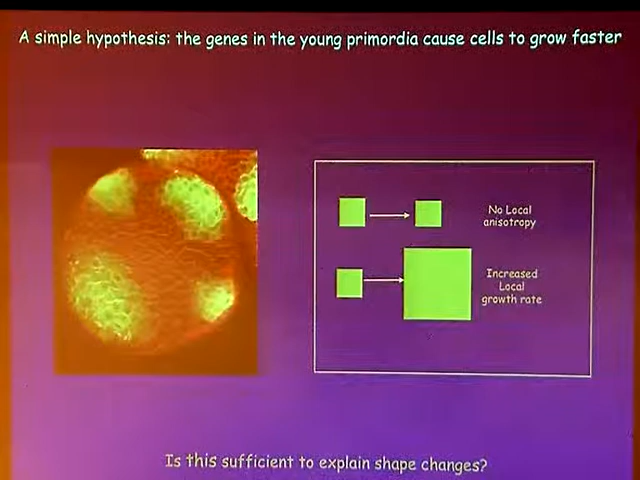 A simple hypothesis: the genes in the young primordia cause cells to grow faster
No Local
anisotropy
Increased
Local
growth rate
Is this sufficient to explain shape changes?